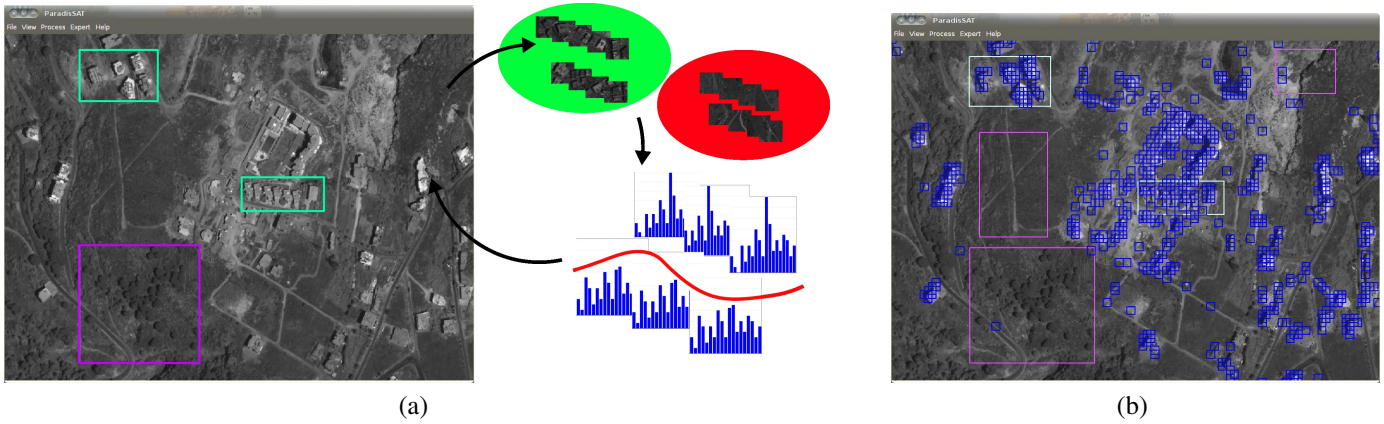 ParadisSAT
File View Process Expert Help
ParadisSAT
File View Process Expert Help
(a)
(b)